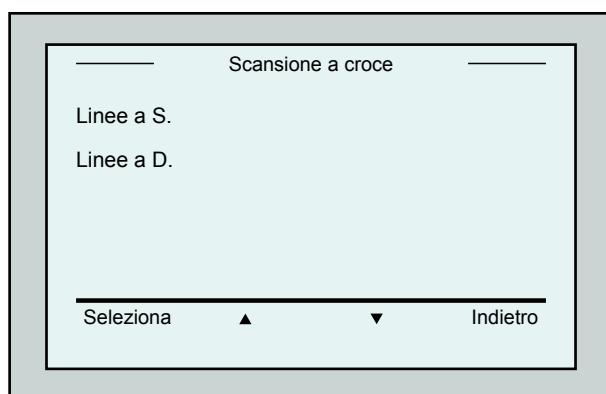 Scansione a croce
Linee a S.
Linee a D.
Seleziona ▲ ▼ Indietro